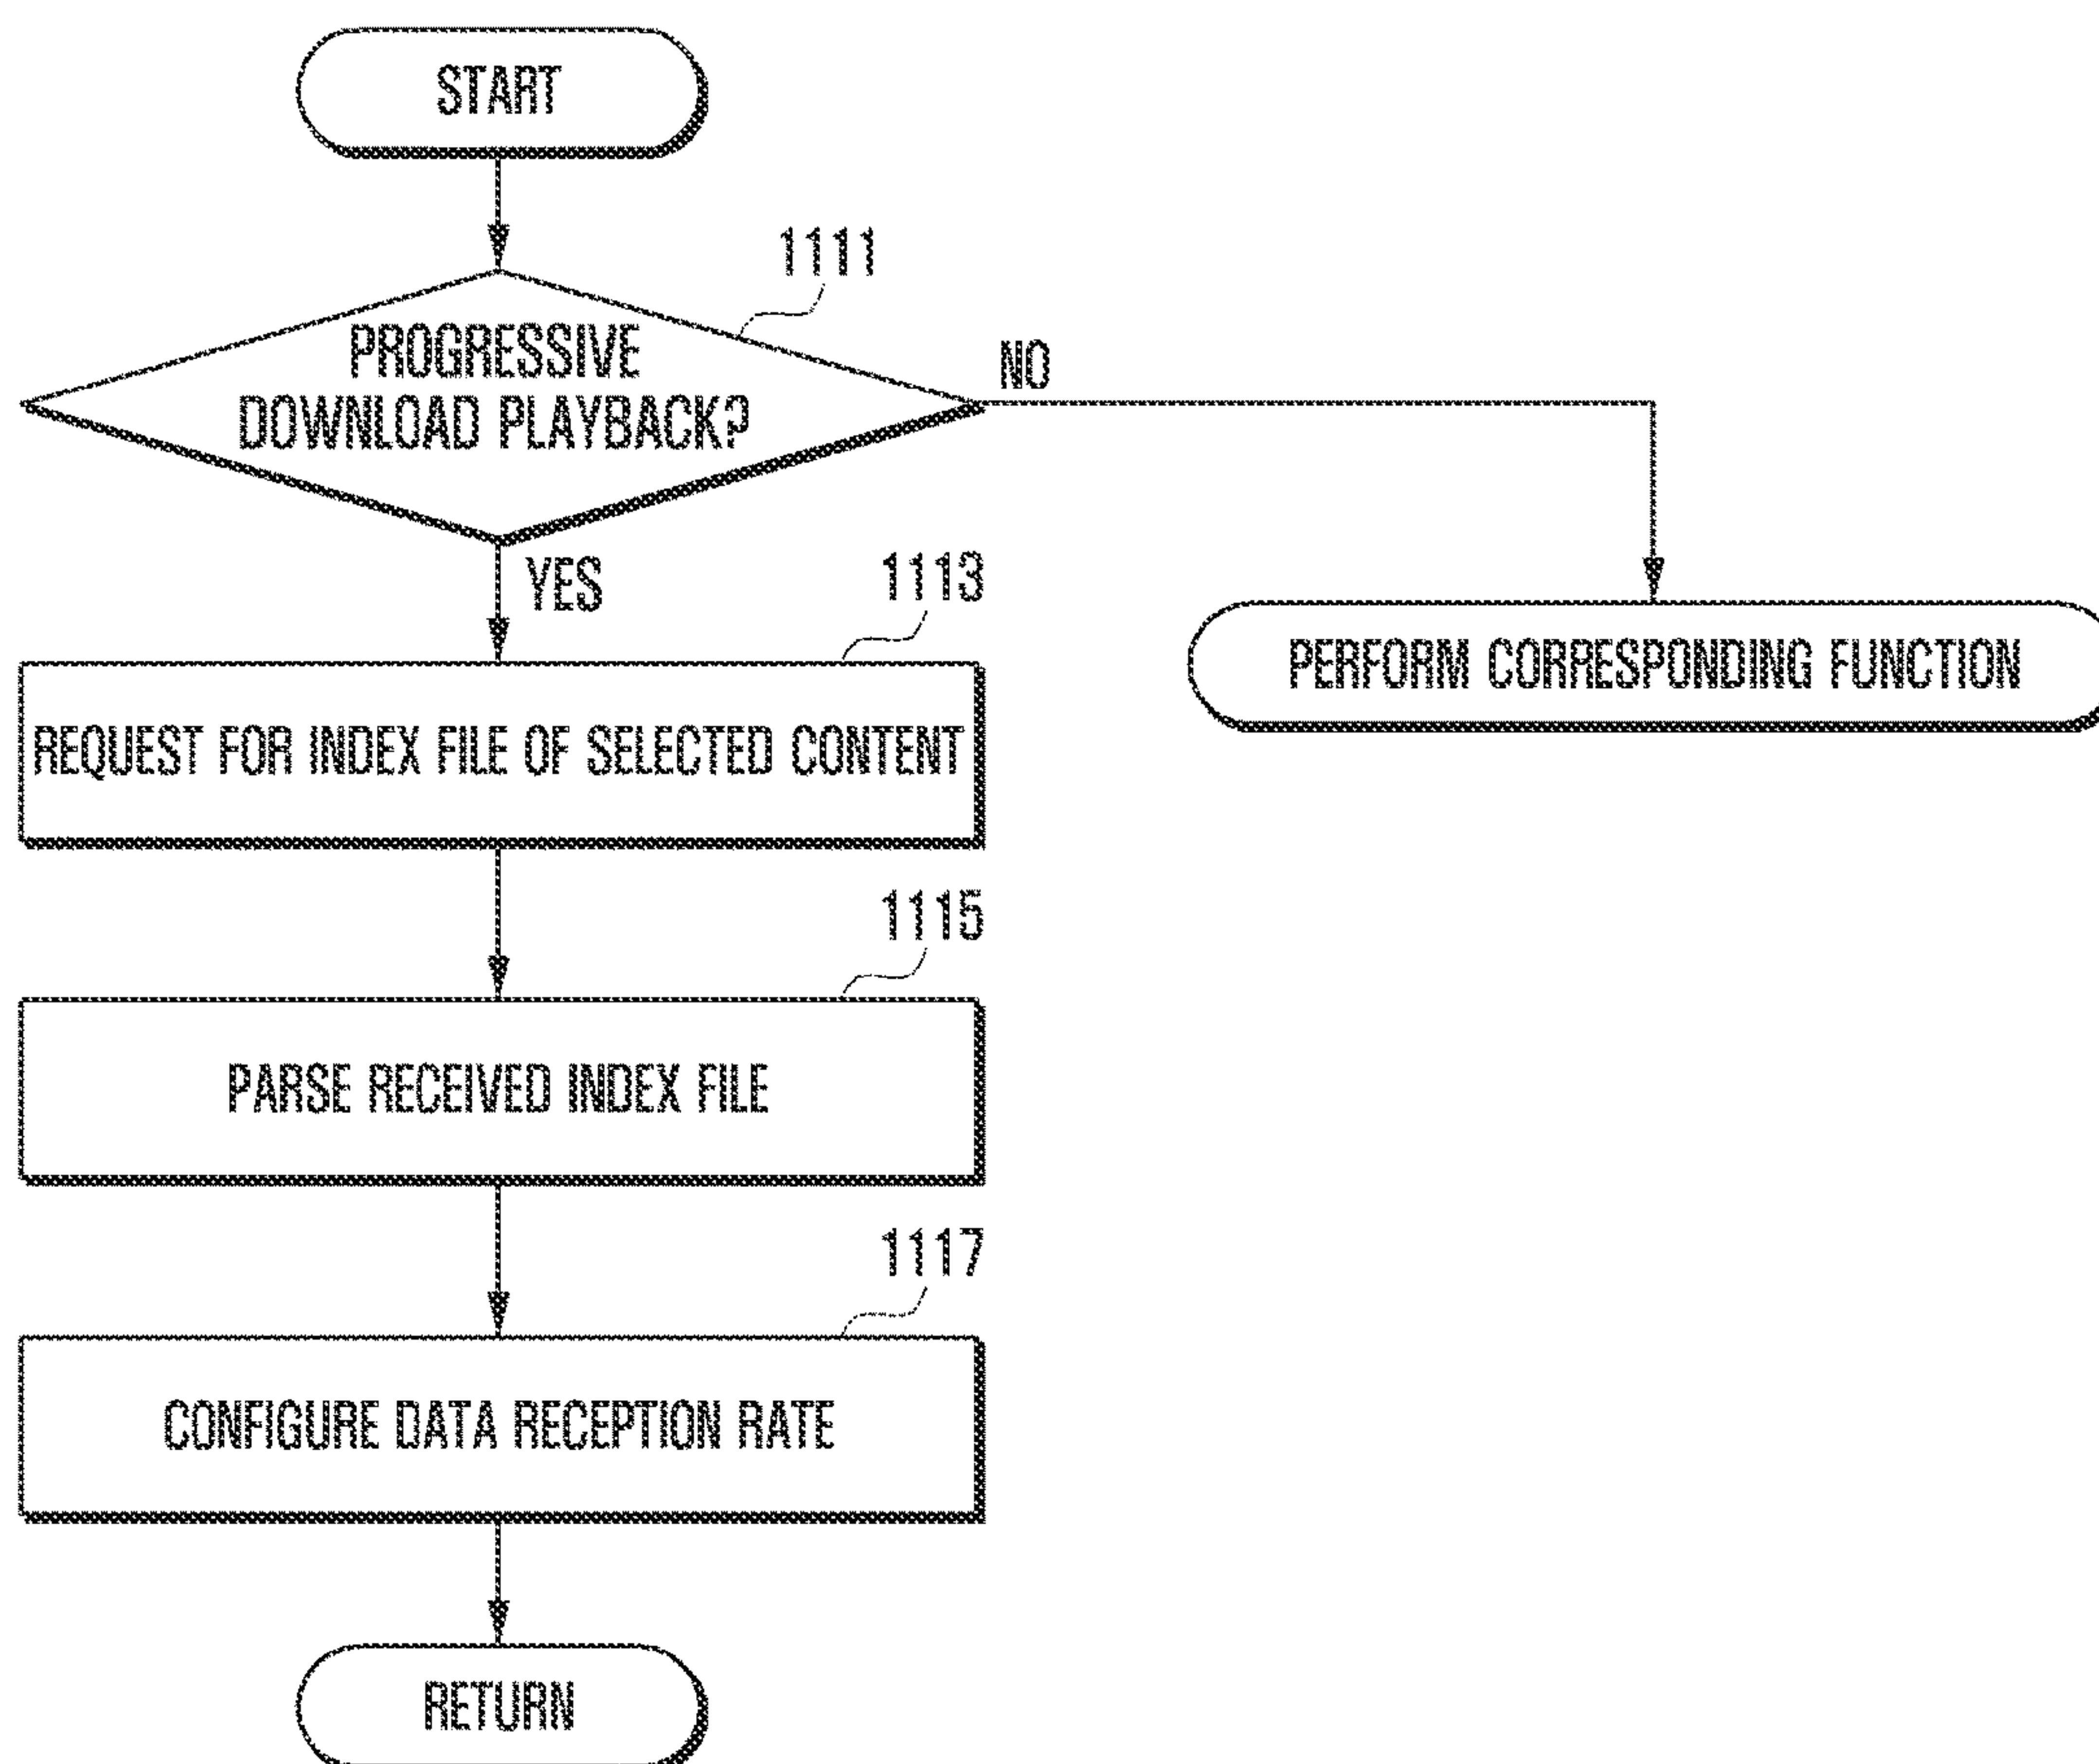 START
1111
PROGRESSIVE
DOWNLOAD PLAYBACK?
NO
YES
1113
PERFORM CORRESPONDING FUNCTION
REQUEST FOR INDEX FILE OF SELECTED CONTENT
1115
PARSE RECEIVED INDEX FILE
1117
CONFIGURE DATA RECEPTION RATE
RETURN